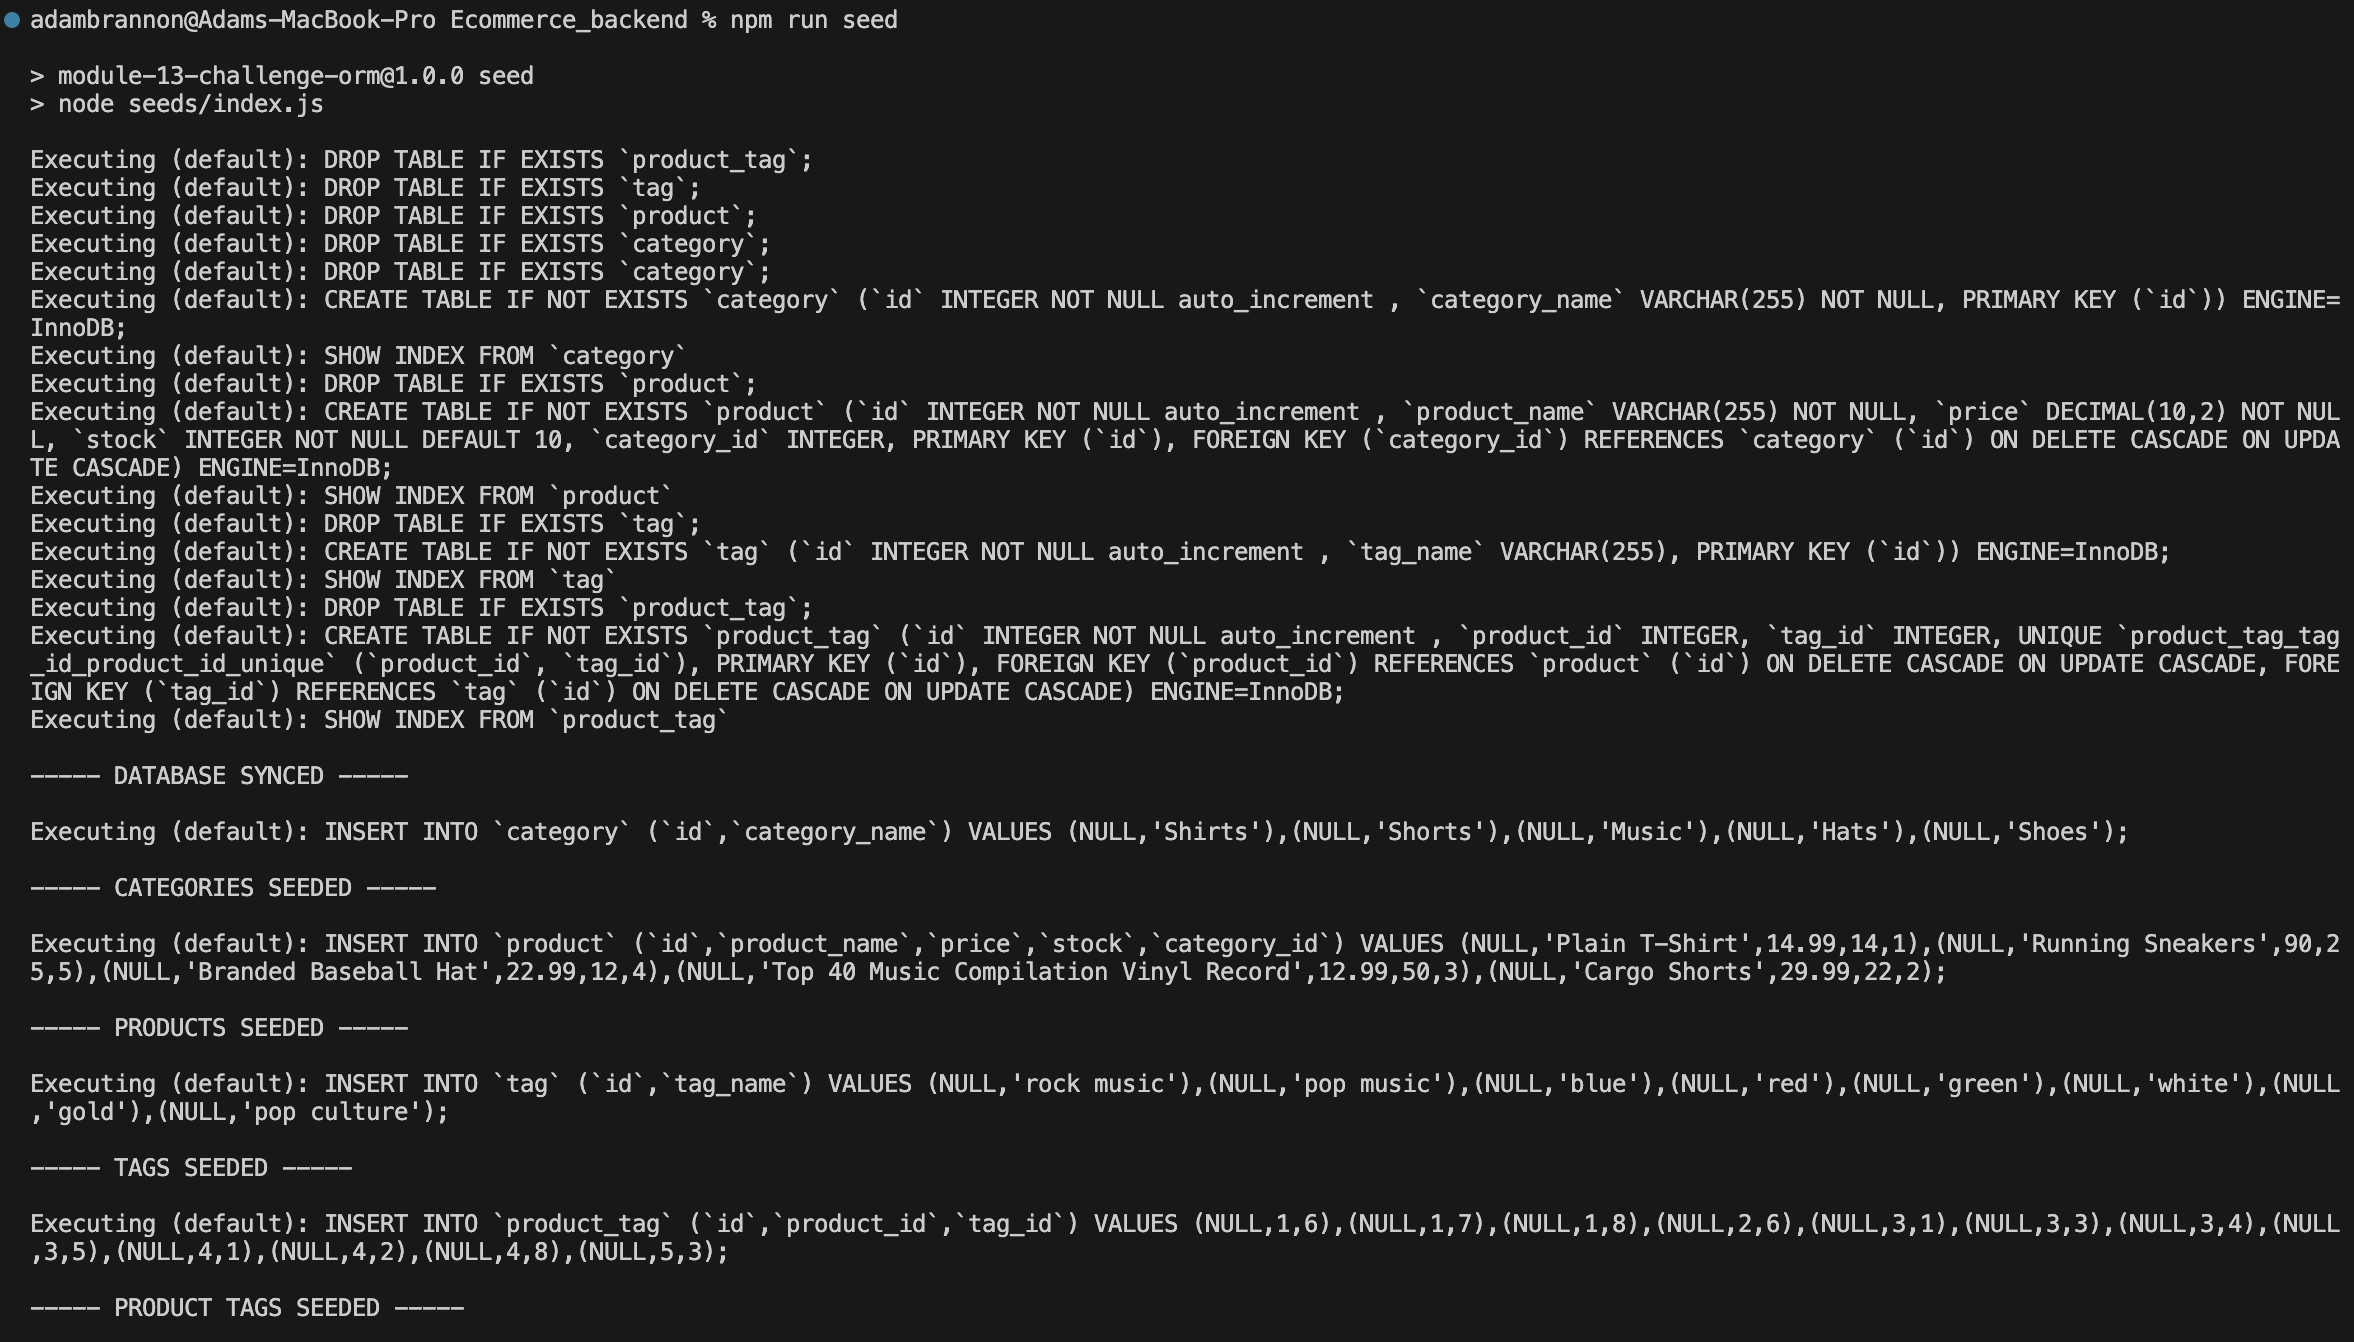 adambrannon@Adams-MacBook-Pro Ecommerce_backend % npm run seed
> module-13-challenge-orm@1.0.0 seed
> node seeds/index.js
Executing (default): DROP TABLE IF EXISTS `product_tag`;
Executing (default): DROP TABLE IF EXISTS `tag`;
Executing (default): DROP TABLE IF EXISTS `product`;
Executing (default): DROP TABLE IF EXISTS `category`;
Executing (default): DROP TABLE IF EXISTS `category`;
Executing (default): CREATE TABLE IF NOT EXISTS `category` (`id` INTEGER NOT NULL auto_increment , `category_name` VARCHAR(255) NOT NULL, PRIMARY KEY (`id`)) ENGINE=
InnoDB;
Executing (default): SHOW INDEX FROM `category`
Executing (default): DROP TABLE IF EXISTS `product`;
Executing (default): CREATE TABLE IF NOT EXISTS `product` (`id` INTEGER NOT NULL auto_increment , `product_name` VARCHAR(255) NOT NULL, `price` DECIMAL(10,2) NOT NUL
L, `stock` INTEGER NOT NULL DEFAULT 10, `category_id` INTEGER, PRIMARY KEY (`id`), FOREIGN KEY (`category_id`) REFERENCES `category` (`id`) ON DELETE CASCADE ON UPDA
TE CASCADE) ENGINE=InnoDB;
Executing (default): SHOW INDEX FROM `product`
Executing (default): DROP TABLE IF EXISTS `tag`;
Executing (default): CREATE TABLE IF NOT EXISTS `tag` (`id` INTEGER NOT NULL auto_increment , `tag_name` VARCHAR(255), PRIMARY KEY (`id`)) ENGINE=InnoDB;
Executing (default): SHOW INDEX FROM `tag`
Executing (default): DROP TABLE IF EXISTS `product_tag`;
Executing (default): CREATE TABLE IF NOT EXISTS `product_tag` (`id` INTEGER NOT NULL auto_increment , `product_id` INTEGER, `tag_id` INTEGER, UNIQUE `product_tag_tag
_id_product_id_unique` (`product_id`, `tag_id`), PRIMARY KEY (`id`), FOREIGN KEY (`product_id`) REFERENCES `product` (`id`) ON DELETE CASCADE ON UPDATE CASCADE, FORE
IGN KEY (`tag_id`) REFERENCES `tag` (`id`) ON DELETE CASCADE ON UPDATE CASCADE) ENGINE=InnoDB;
Executing (default): SHOW INDEX FROM `product_tag`
----- DATABASE SYNCED -----
Executing (default): INSERT INTO `category` (`id`,`category_name`) VALUES (NULL,'Shirts'),(NULL,'Shorts'),(NULL,'Music'),(NULL,'Hats'),(NULL,'Shoes');
----- CATEGORIES SEEDED -----
Executing (default): INSERT INTO `product` (`id`,`product_name`,`price`,`stock`,`category_id`) VALUES (NULL,'Plain T-Shirt',14.99,14,1),(NULL,'Running Sneakers',90,2
5,5),(NULL,'Branded Baseball Hat',22.99,12,4),(NULL,'Top 40 Music Compilation Vinyl Record',12.99,50,3),(NULL,'Cargo Shorts',29.99,22,2);
----- PRODUCTS SEEDED -----
Executing (default): INSERT INTO `tag` (`id`,`tag_name`) VALUES (NULL,'rock music'),(NULL,'pop music'),(NULL,'blue'),(NULL,'red'),(NULL,'green'),(NULL,'white'),(NULL
,'gold'),(NULL,'pop culture');
----- TAGS SEEDED -----
Executing (default): INSERT INTO `product_tag` (`id`,`product_id`,`tag_id`) VALUES (NULL,1,6),(NULL,1,7),(NULL,1,8),(NULL,2,6),(NULL,3,1),(NULL,3,3),(NULL,3,4),(NULL
,3,5),(NULL,4,1),(NULL,4,2),(NULL,4,8),(NULL,5,3);
----- PRODUCT TAGS SEEDED -----